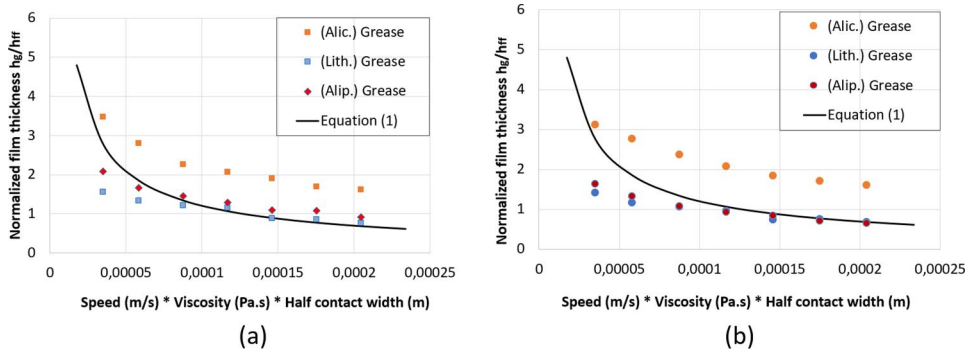 (a)
Normalized film thickness hg/hff
6
5
4
3
2
1
0
(Alic.) Grease
(Lith.) Grease
(Alip.) Grease
Equation (1)
0 0,00005 0,0001 0,00015 0,0002 0,00025
Speed (m/s) * Viscosity (Pa.s) * Half contact width (m)
(a)
(b)
Normalized film thickness hg/hff
6
5
4
3
2
1
0
(Alic.) Grease
(Lith.) Grease
(Alip.) Grease
Equation (1)
0 0,00005 0,0001 0,00015 0,0002 0,00025
Speed (m/s) * Viscosity (Pa.s) * Half contact width (m)
(b)